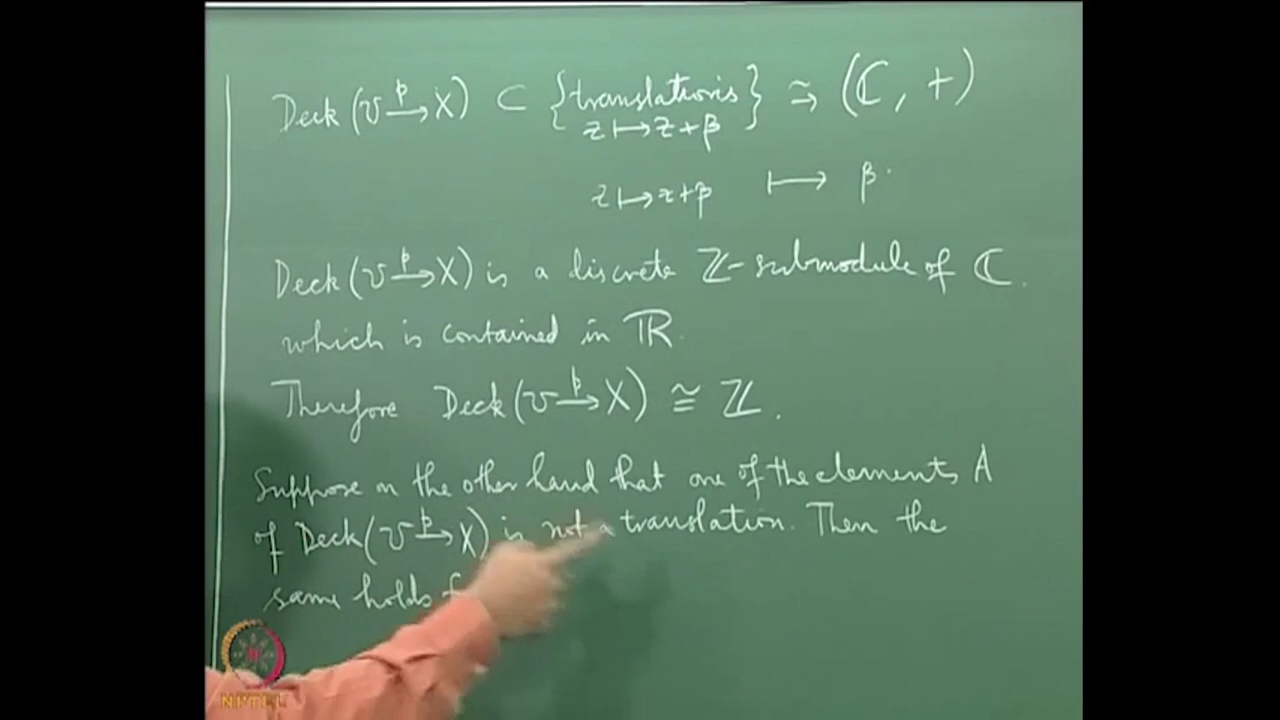 Deck(U →^p X) ⊂ {translations z ↦ z+β} ≃ (ℂ, +)
z ↦ z+β ↦ β.
Deck(U →^p X) is a discrete ℤ-submodule of ℂ.
which is contained in ℝ.
Therefore Deck(U →^p X) ≅ ℤ.
Suppose on the other hand that one of the elements A
of Deck(U →^p X) is not a translation. Then the
same holds f
NPTEL